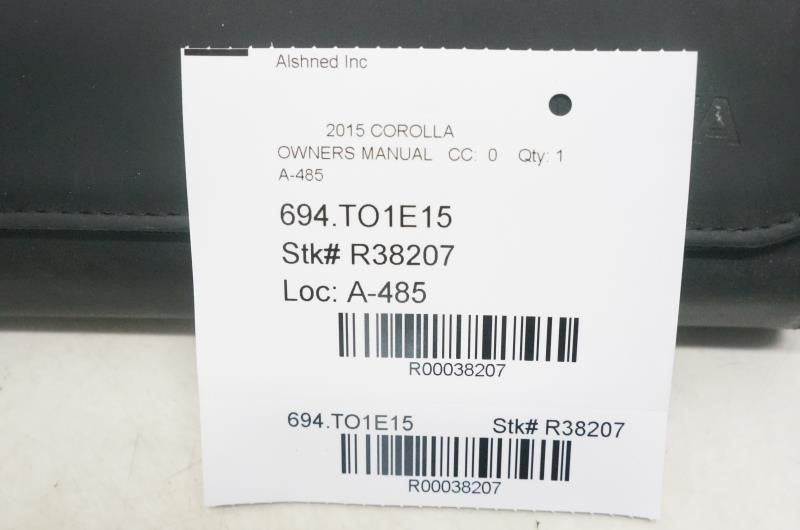 Alshned Inc
2015 COROLLA
OWNERS MANUAL CC: 0 Qty: 1
A-485
694.TO1E15
Stk# R38207
Loc: A-485
R00038207
694.TO1E15 Stk# R38207
R00038207